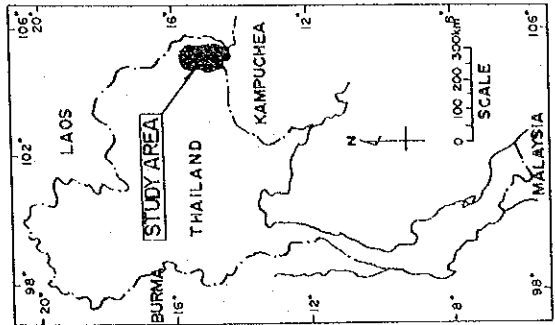 98° 102° 106°
20° 20°
LAOS
BURMA STUDY AREA
16° 16°
THAILAND
KAMPUCHEA
12° 12°
N
8° 8°
0 100 200 300km
SCALE
MALAYSIA
98° 106°